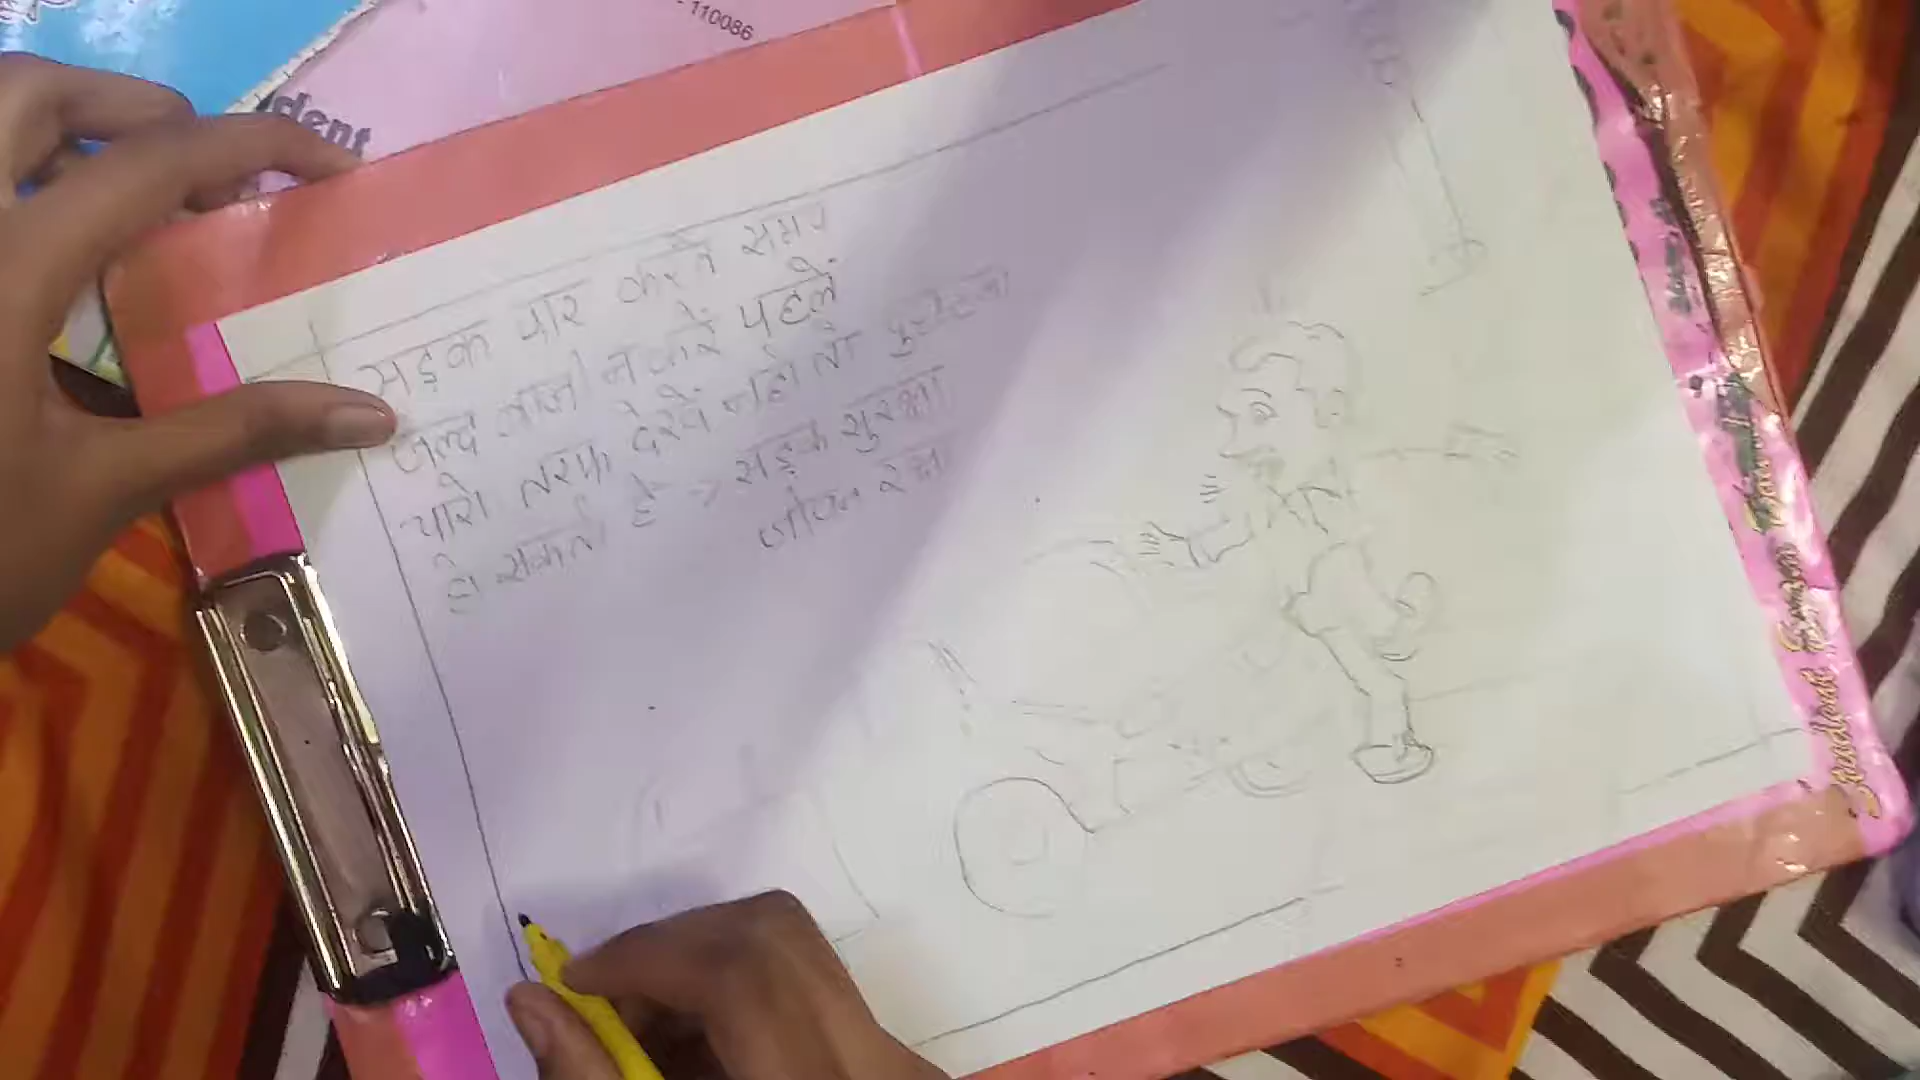 - 110086
dent
सड़क पार करते समय
जल्द बाजी न करें पहलें
चारो तरफ देखें नहीं तो दुर्घटना
हो सकती है → सड़क सुरक्षा
जीवन रक्षा